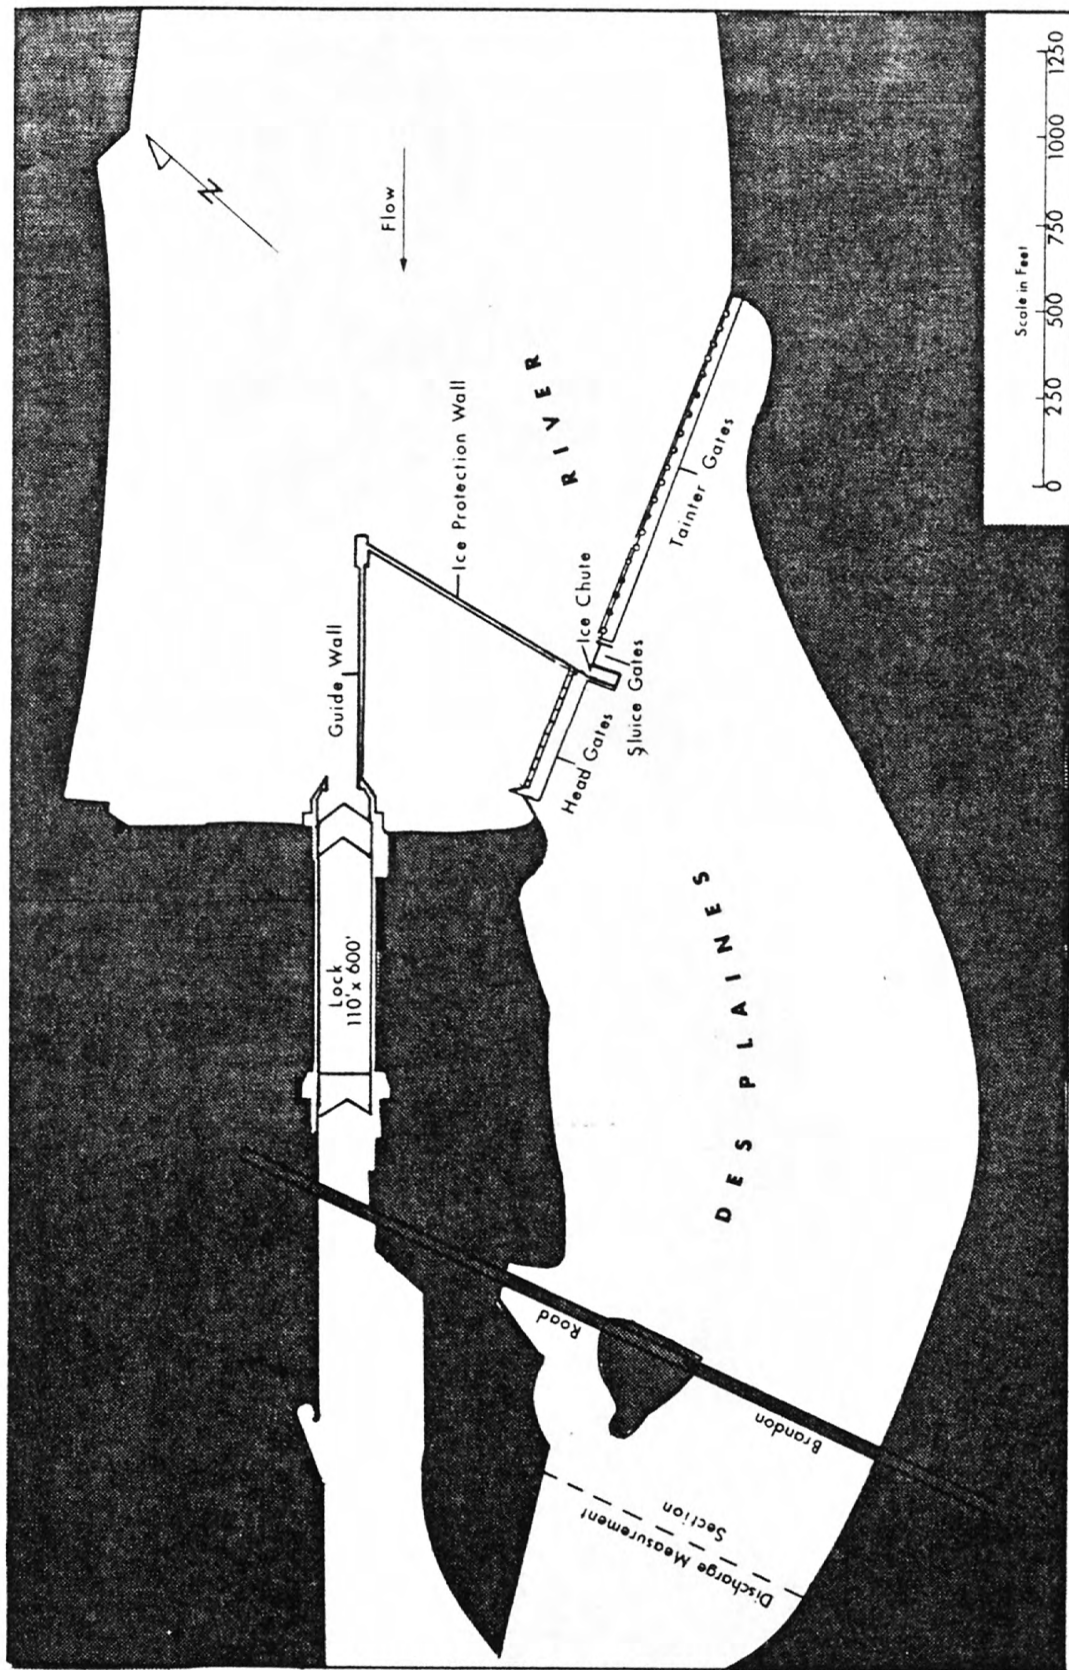 N
Flow
RIVER
Ice Protection Wall
Guide Wall
Ice Chute
Tainter Gates
Sluice Gates
Head Gates
Lock
110' x 600'
DES PLAINES
Road
Brandon
Discharge Measurement
Section
Scale in Feet
0 250 500 750 1000 1250